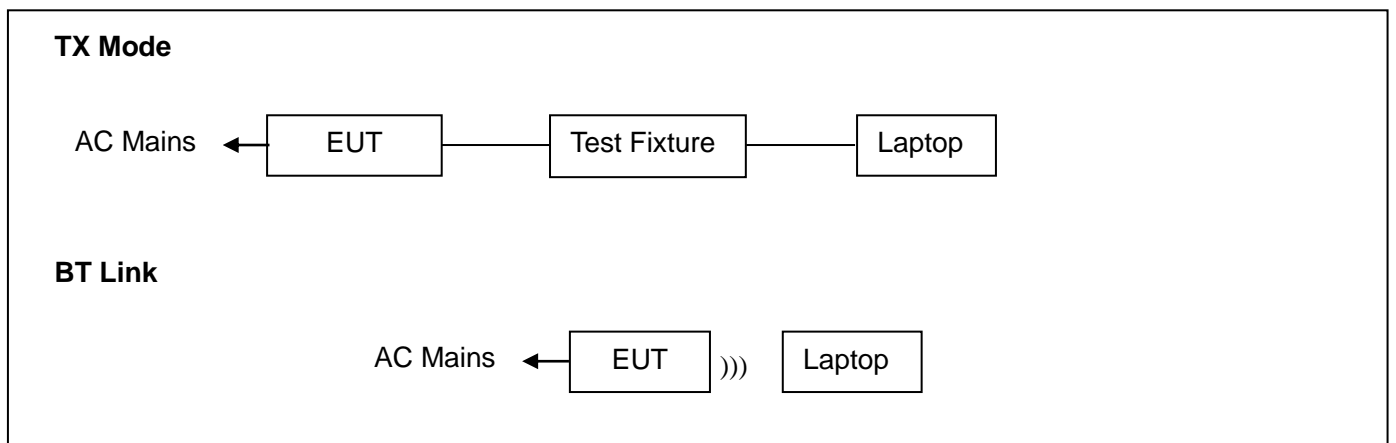 TX Mode
AC Mains EUT Test Fixture Laptop
BT Link
AC Mains EUT ))) Laptop